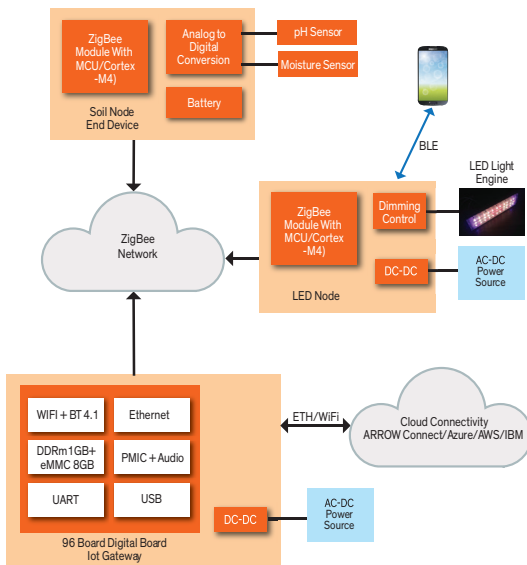 ZigBee
Module With
MCU/Cortex
-M4)
Analog to
Digital
Conversion
Battery
pH Sensor
Moisture Sensor
Soil Node
End Device
BLE
LED Light
Engine
ZigBee
Network
ZigBee
Module With
MCU/Cortex
-M4)
Dimming
Control
DC-DC
AC-DC
Power
Source
LED Node
WIFI + BT 4.1
Ethernet
DDRm 1GB+
eMMC 8GB
PMIC + Audio
UART
USB
96 Board Digital Board
Iot Gateway
DC-DC
AC-DC
Power
Source
ETH/WiFi
Cloud Connectivity
ARROW Connect/Azure/AWS/IBM